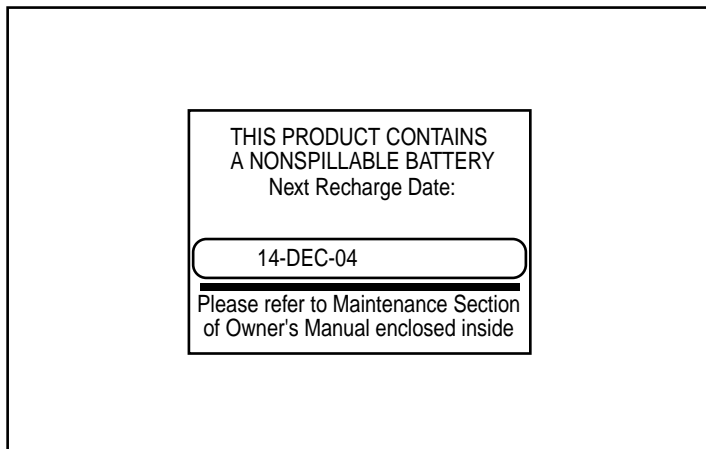 THIS PRODUCT CONTAINS
A NONSPILLABLE BATTERY
Next Recharge Date:
14-DEC-04
Please refer to Maintenance Section
of Owner's Manual enclosed inside